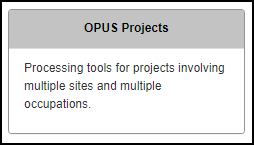 OPUS Projects
Processing tools for projects involving
multiple sites and multiple
occupations.